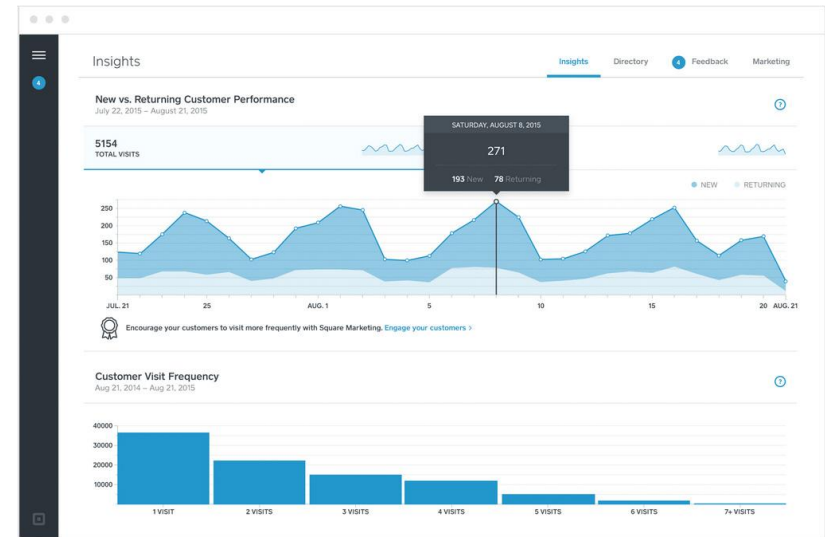 Insights
Insights Directory 4 Feedback Marketing
4
New vs. Returning Customer Performance
July 22, 2015 – August 21, 2015
SATURDAY, AUGUST 8, 2015
271
193 New 78 Returning
5154
TOTAL VISITS
NEW RETURNING
250
200
150
100
50
JUL. 21 25 AUG. 1 5 10 15 20 AUG. 21
Encourage your customers to visit more frequently with Square Marketing. Engage your customers >
Customer Visit Frequency
Aug 21, 2014 – Aug 21, 2015
40000
30000
20000
10000
1 VISIT 2 VISITS 3 VISITS 4 VISITS 5 VISITS 6 VISITS 7+ VISITS